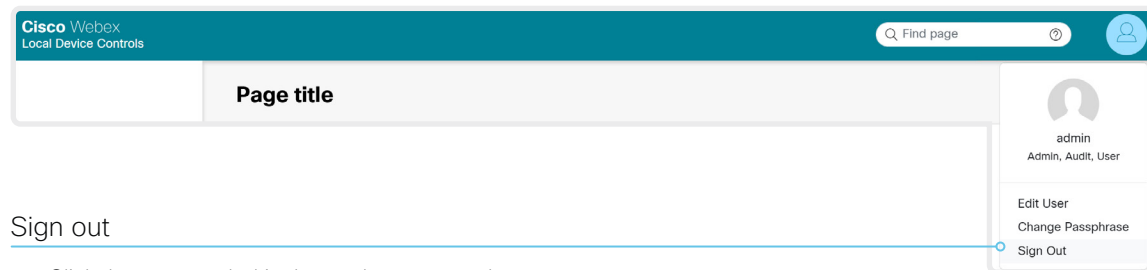 Cisco Webex
Local Device Controls
Find page
Page title
admin
Admin, Audit, User
Edit User
Change Passphrase
Sign Out
Sign out